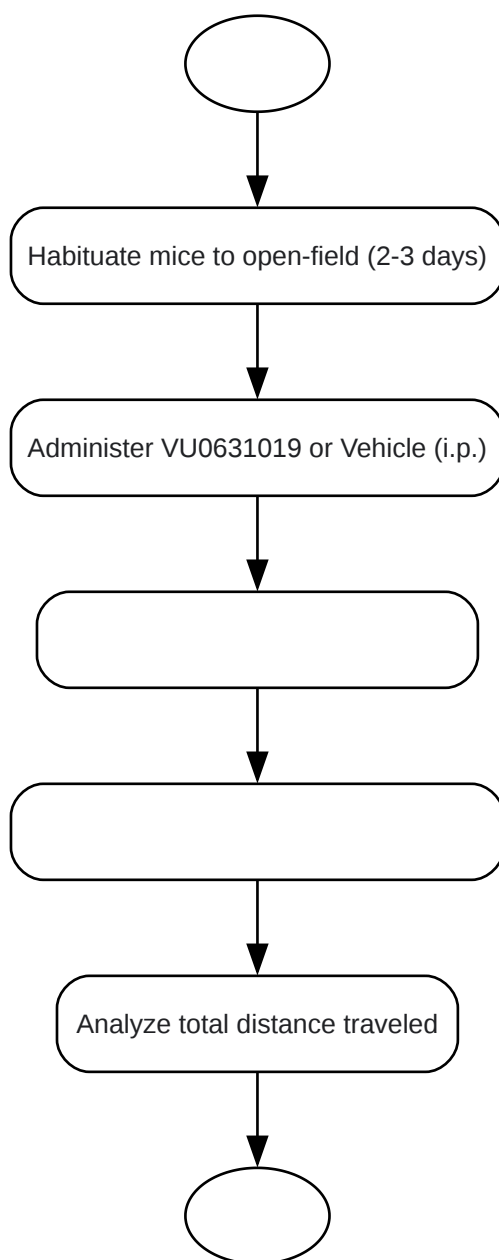 Habituate mice to open-field (2-3 days)
Administer VU0631019 or Vehicle (i.p.)
Analyze total distance traveled